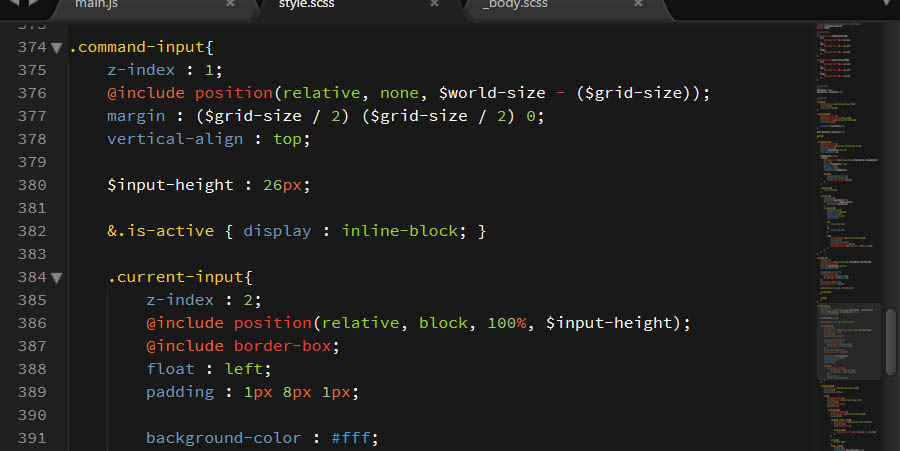 main.js × style.scss × _body.scss ×
373
374 .command-input{
375 z-index : 1;
376 @include position(relative, none, $world-size - ($grid-size));
377 margin : ($grid-size / 2) ($grid-size / 2) 0;
378 vertical-align : top;
379
380 $input-height : 26px;
381
382 &.is-active { display : inline-block; }
383
384 .current-input{
385 z-index : 2;
386 @include position(relative, block, 100%, $input-height);
387 @include border-box;
388 float : left;
389 padding : 1px 8px 1px;
390
391 background-color : #fff;